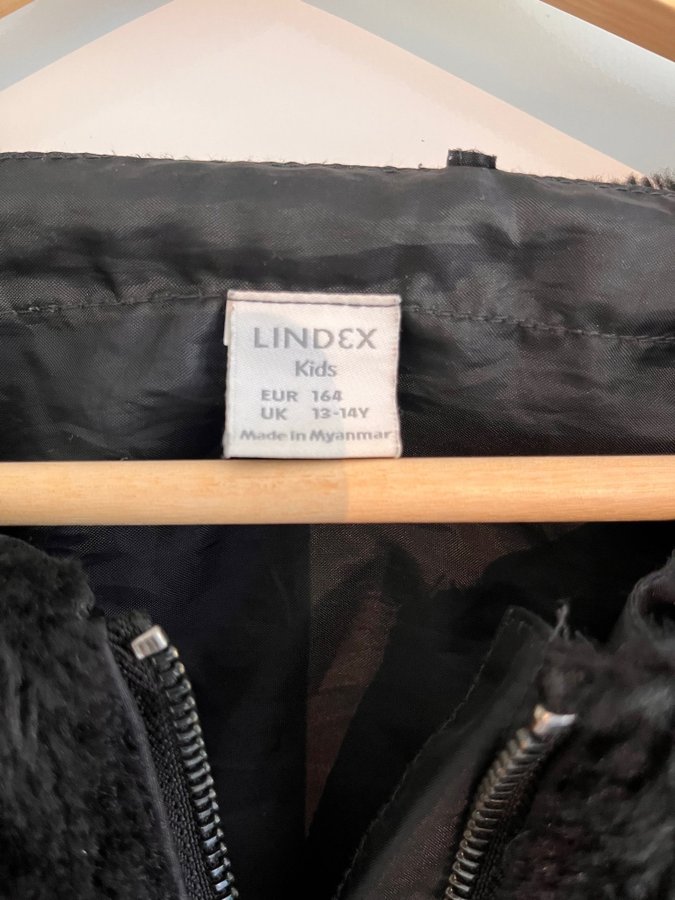 LINDEX
Kids
EUR 164
UK 13-14Y
Made in Myanmar